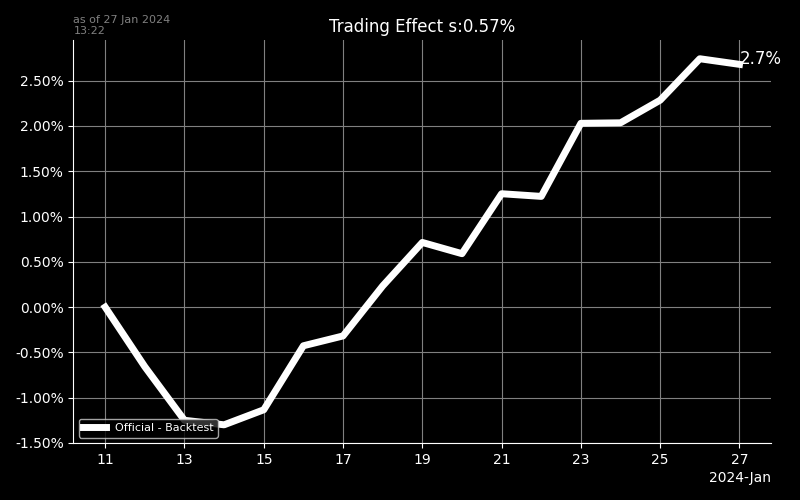 as of 27 Jan 2024
13:22
Trading Effect s:0.57%
2.7%
2.50%
2.00%
1.50%
1.00%
0.50%
0.00%
-0.50%
-1.00%
-1.50%
Official - Backtest
11 13 15 17 19 21 23 25 27
2024-Jan